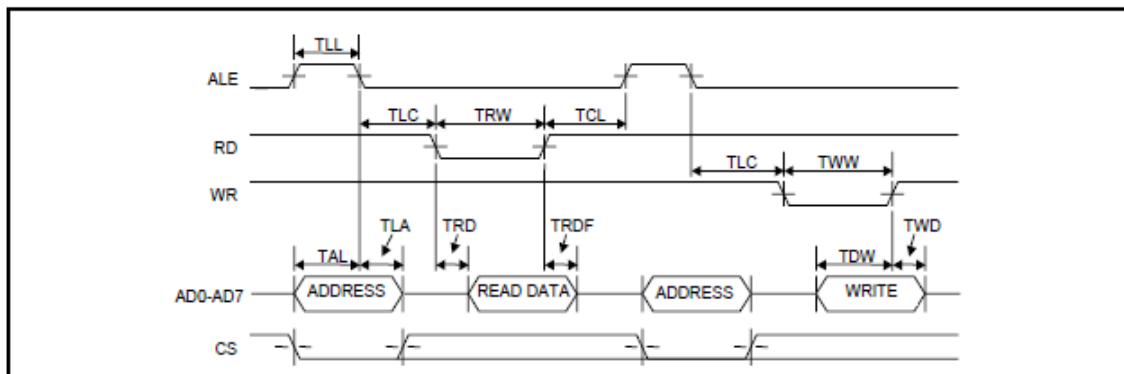 TLL
ALE
TLC TRW TCL
RD
TLC TWW
WR
TLA TRD TRDF TWD
TAL TDW
AD0-AD7 ADDRESS READ DATA ADDRESS WRITE
CS